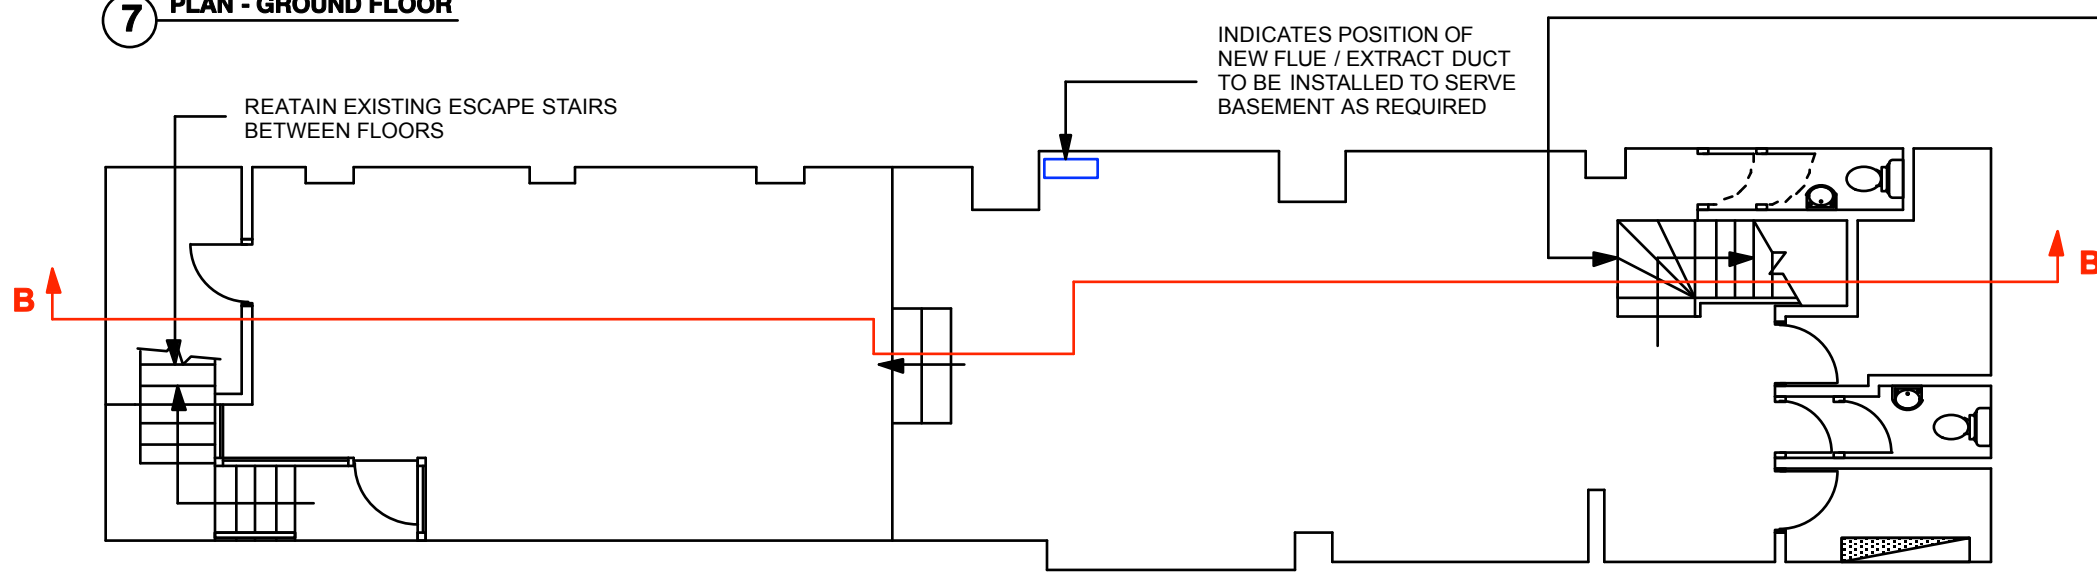 7
PLAN - GROUND FLOOR
INDICATES POSITION OF
NEW FLUE / EXTRACT DUCT
TO BE INSTALLED TO SERVE
BASEMENT AS REQUIRED
REATAIN EXISTING ESCAPE STAIRS
BETWEEN FLOORS
B
B